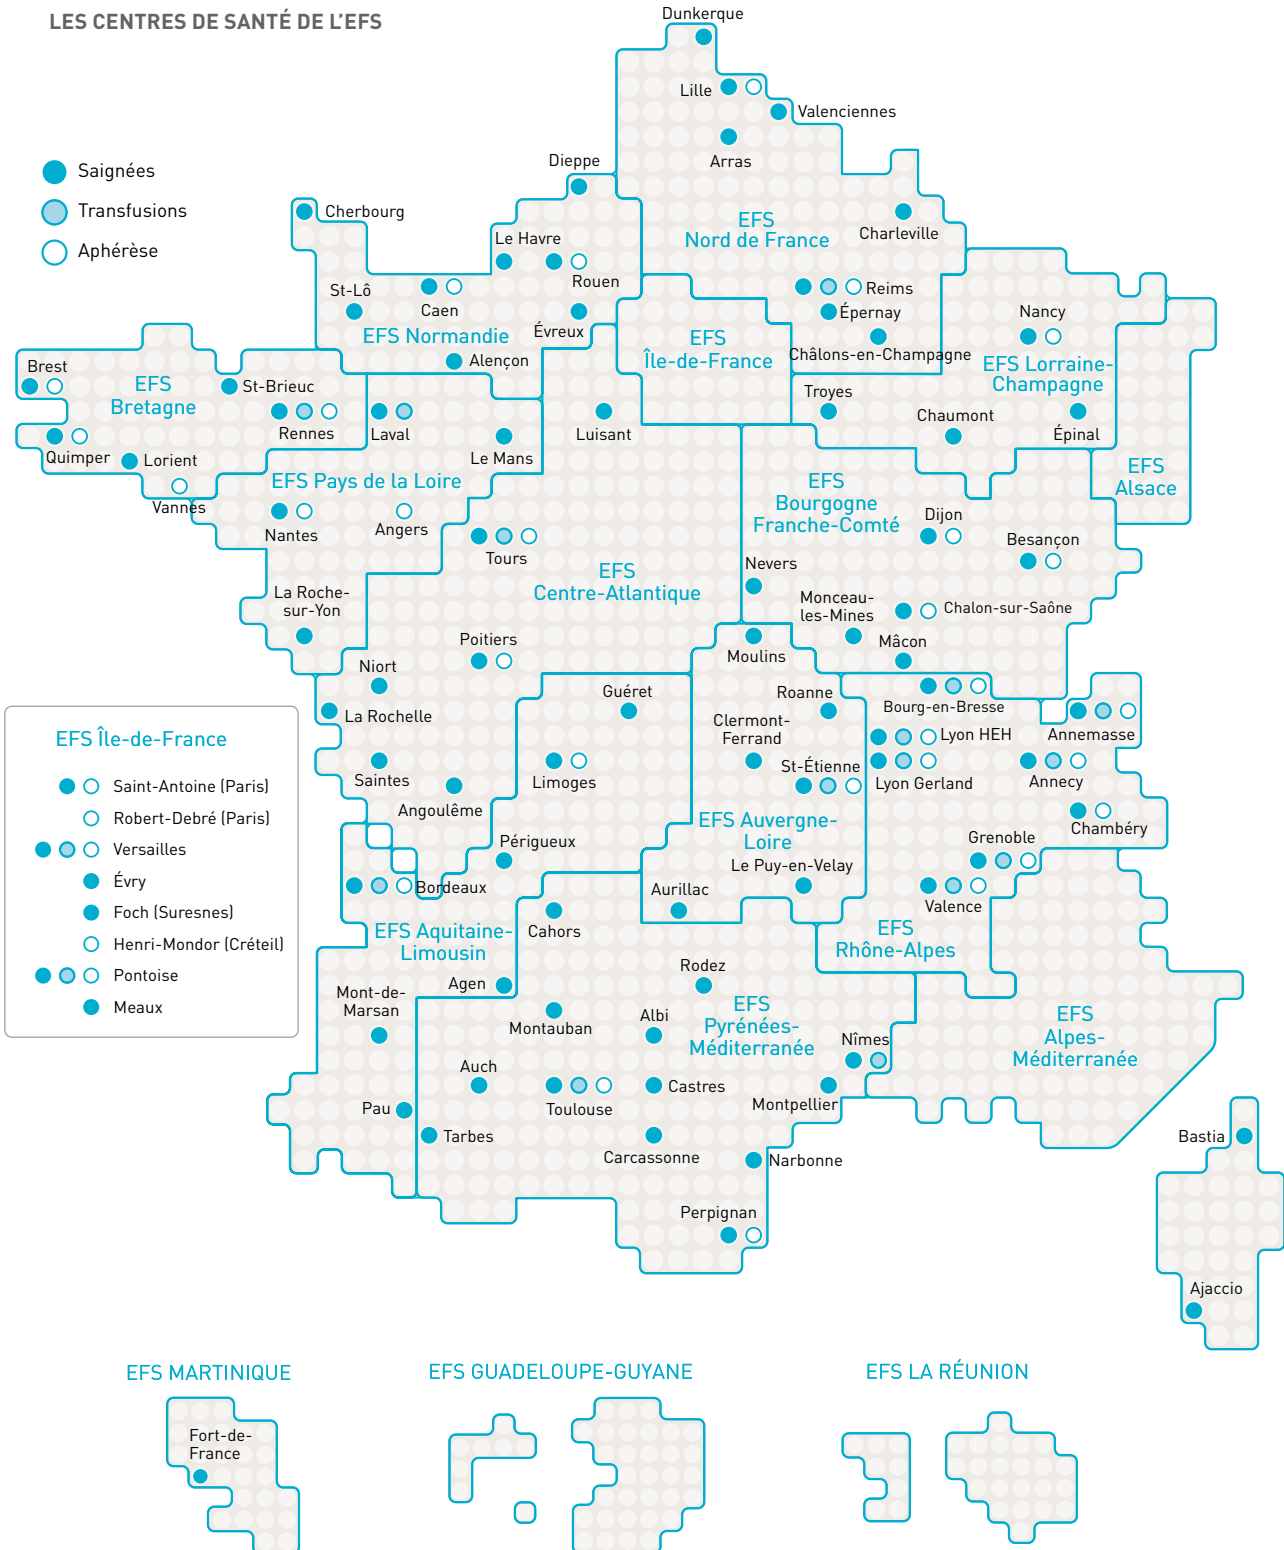 LES CENTRES DE SANTÉ DE L'EFS
Dunkerque
Lille
Valenciennes
Arras
Saignées
Transfusions
Aphérèse
Dieppe
Cherbourg
Le Havre
Rouen
EFS
Nord de France
Charleville
St-Lô
Caen
Évreux
EFS Normandie
Alençon
Reims
Épernay
Châlons-en-Champagne
EFS
Île-de-France
Nancy
EFS Lorraine-
Champagne
Brest
EFS
Bretagne
St-Brieuc
Rennes
Laval
Le Mans
Luisant
Troyes
Chaumont
Épinal
Quimper
Lorient
Vannes
EFS Pays de la Loire
Nantes
Angers
Tours
EFS
Bourgogne
Franche-Comté
EFS
Alsace
Dijon
Besançon
EFS
Centre-Atlantique
Nevers
Monceau-
les-Mines
Chalon-sur-Saône
Mâcon
La Roche-
sur-Yon
Poitiers
Moulins
Niort
La Rochelle
Guéret
Roanne
Clermont-
Ferrand
Bourg-en-Bresse
Lyon HEH
Annemasse
Saintes
Angoulême
Limoges
St-Étienne
Lyon Gerland
Annecy
Chambéry
EFS Auvergne-
Loire
Périgueux
Grenoble
Le Puy-en-Velay
Bordeaux
Aurillac
Valence
EFS Île-de-France
Saint-Antoine (Paris)
Robert-Debré (Paris)
Versailles
Évry
Foch (Suresnes)
Henri-Mondor (Créteil)
Pontoise
Meaux
EFS Aquitaine-
Limousin
Cahors
EFS
Rhône-Alpes
Agen
Rodez
Mont-de-
Marsan
Montauban
Albi
EFS
Pyrénées-
Méditerranée
EFS
Alpes-
Méditerranée
Nîmes
Auch
Toulouse
Castres
Montpellier
Pau
Tarbes
Carcassonne
Narbonne
Perpignan
Bastia
Ajaccio
EFS MARTINIQUE
Fort-de-
France
EFS GUADELOUPE-GUYANE
EFS LA RÉUNION